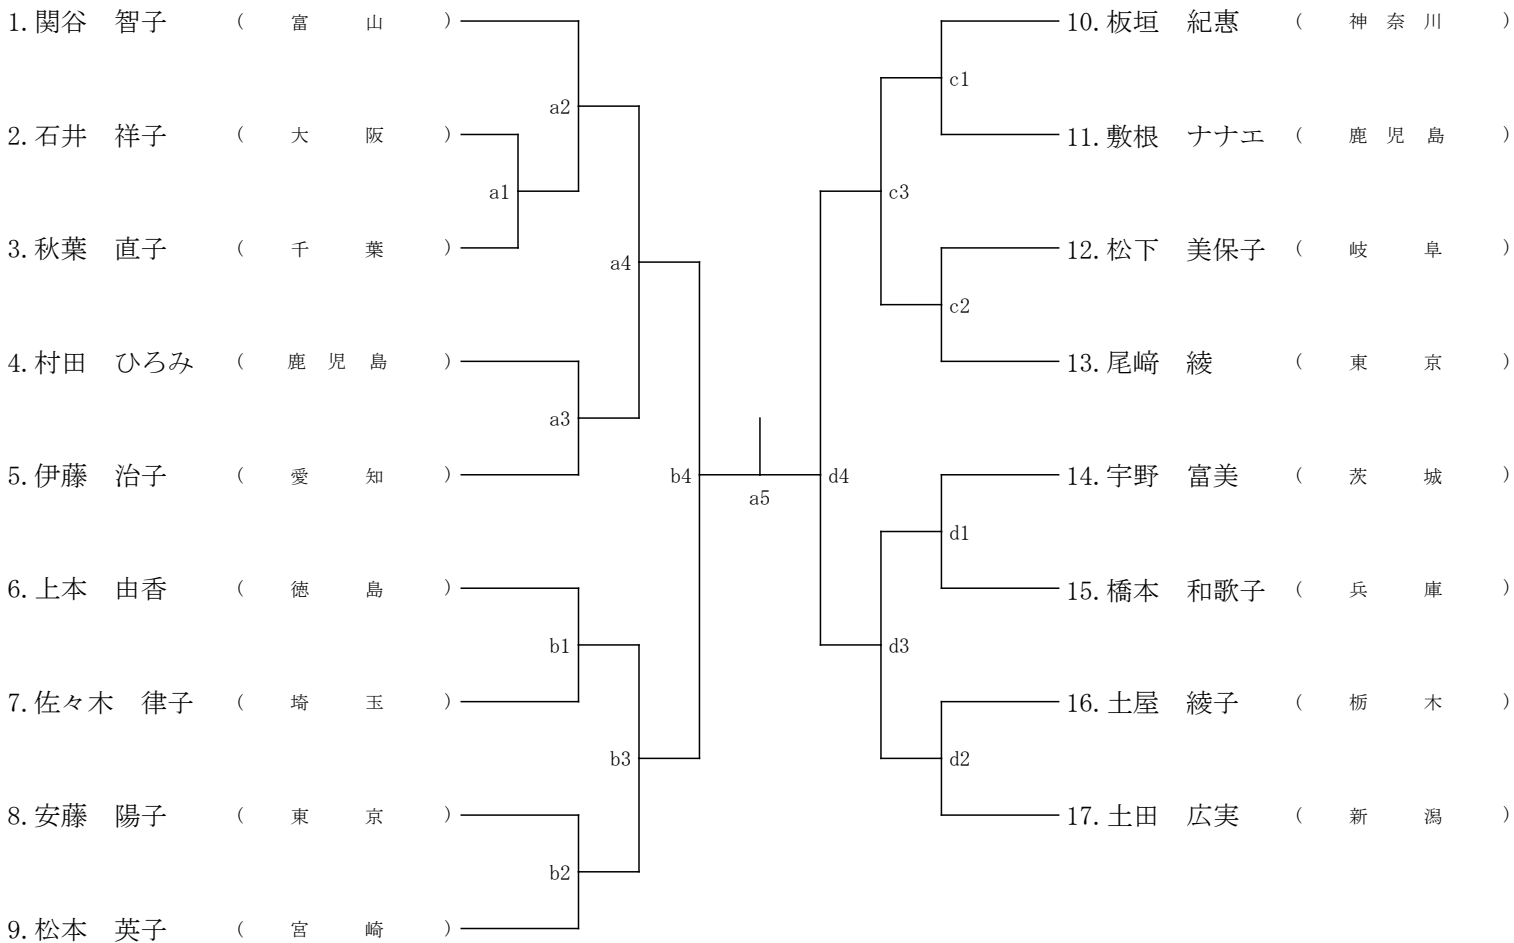 1. 関谷　智子　（　富　山　）
a2
2. 石井　祥子　（　大　阪　）
a1
3. 秋葉　直子　（　千　葉　）
a4
4. 村田　ひろみ　（　鹿　児　島　）
a3
5. 伊藤　治子　（　愛　知　）
b4
a5
6. 上本　由香　（　徳　島　）
b1
7. 佐々木　律子　（　埼　玉　）
b3
8. 安藤　陽子　（　東　京　）
b2
9. 松本　英子　（　宮　崎　）
10. 板垣　紀惠　（　神　奈　川　）
c1
11. 敷根　ナナエ　（　鹿　児　島　）
c3
12. 松下　美保子　（　岐　阜　）
c2
13. 尾﨑　綾　（　東　京　）
d4
14. 宇野　富美　（　茨　城　）
d1
15. 橋本　和歌子　（　兵　庫　）
d3
16. 土屋　綾子　（　栃　木　）
d2
17. 土田　広実　（　新　潟　）